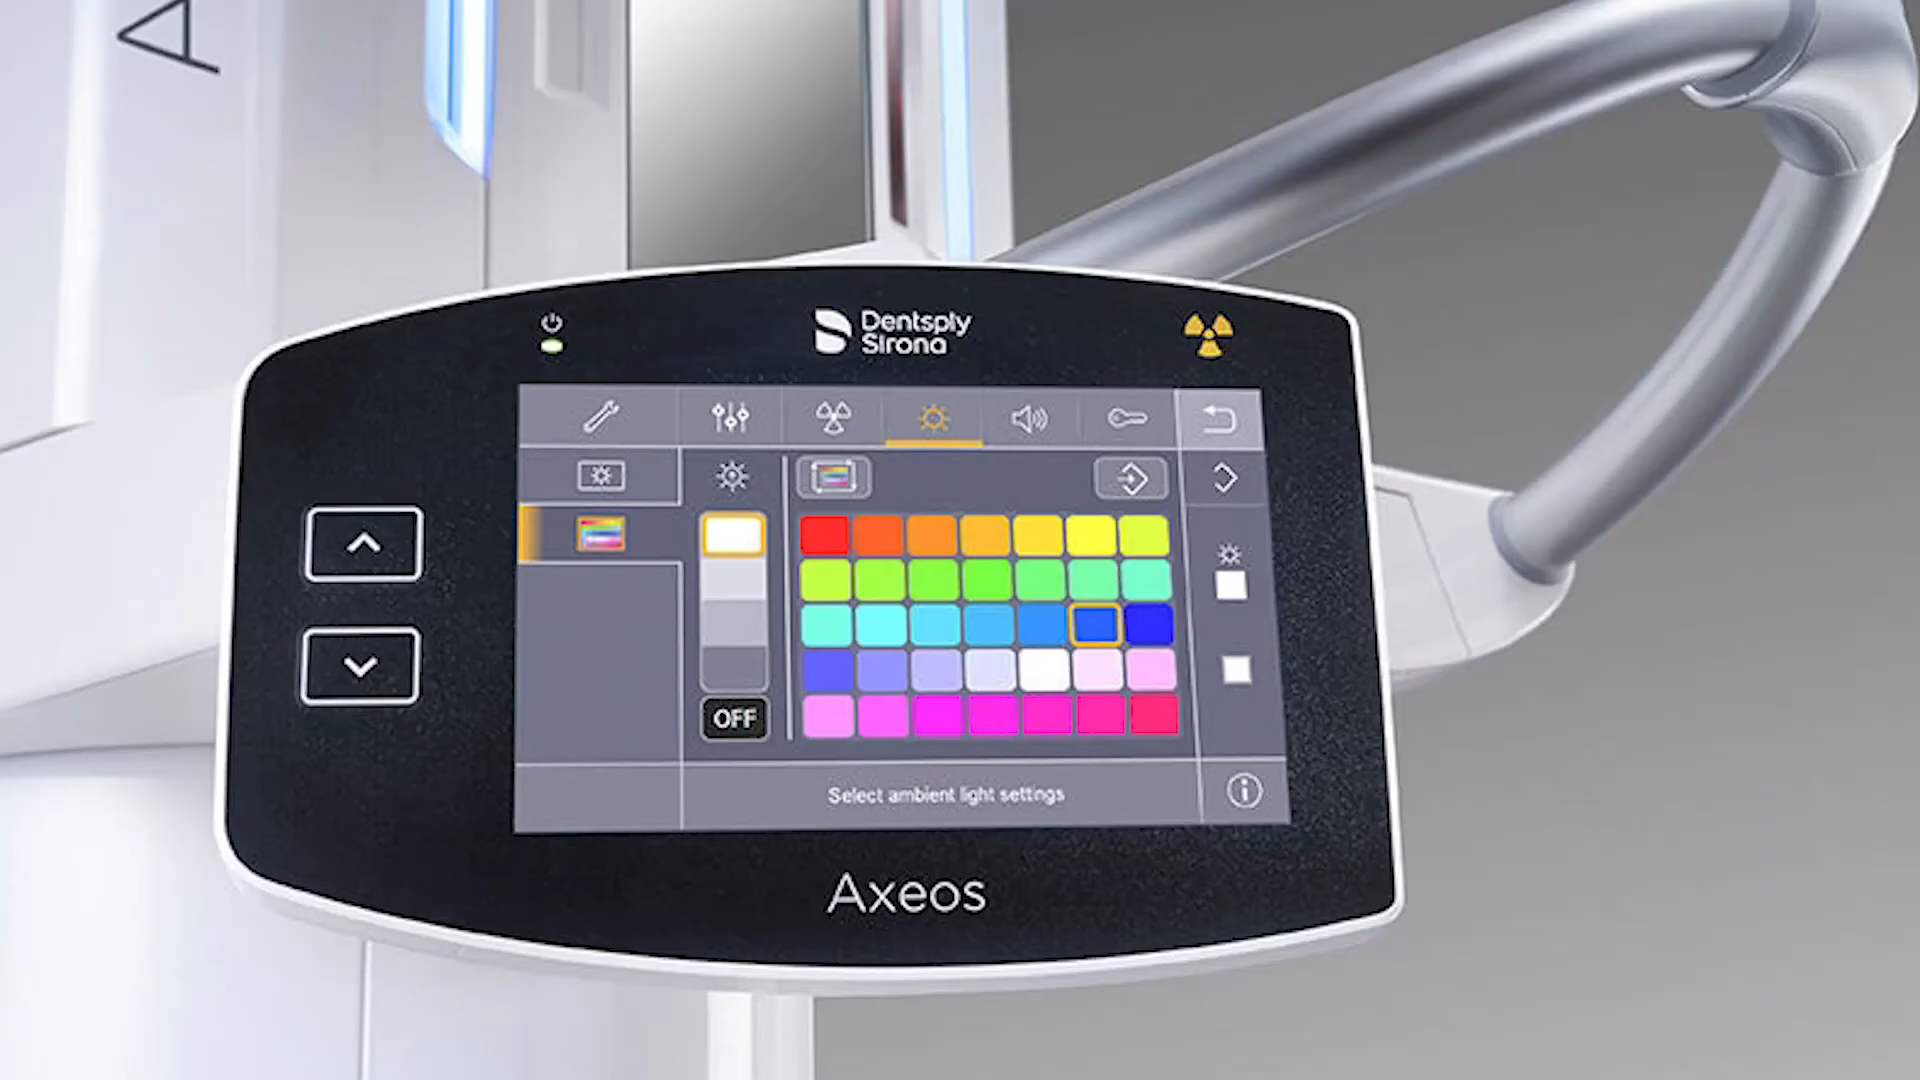 A
Dentsply
Sirona
OFF
Select ambient light settings
Axeos